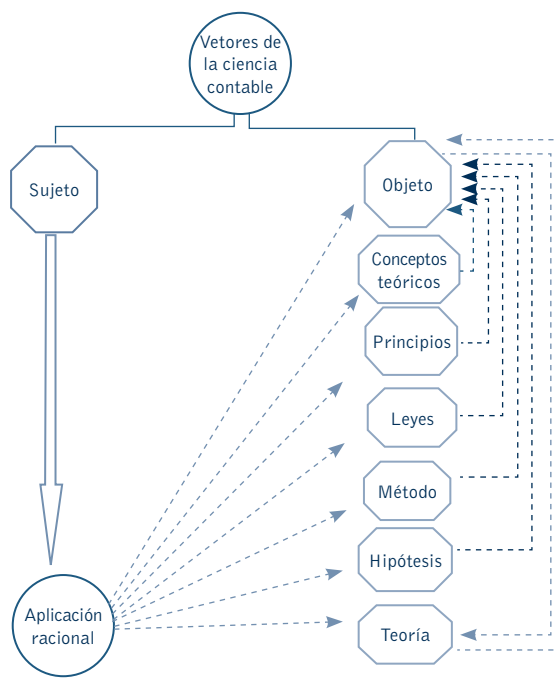 Vetores de
la ciencia
contable
Sujeto
Objeto
Conceptos
teóricos
Principios
Leyes
Método
Hipótesis
Aplicación
racional
Teoría